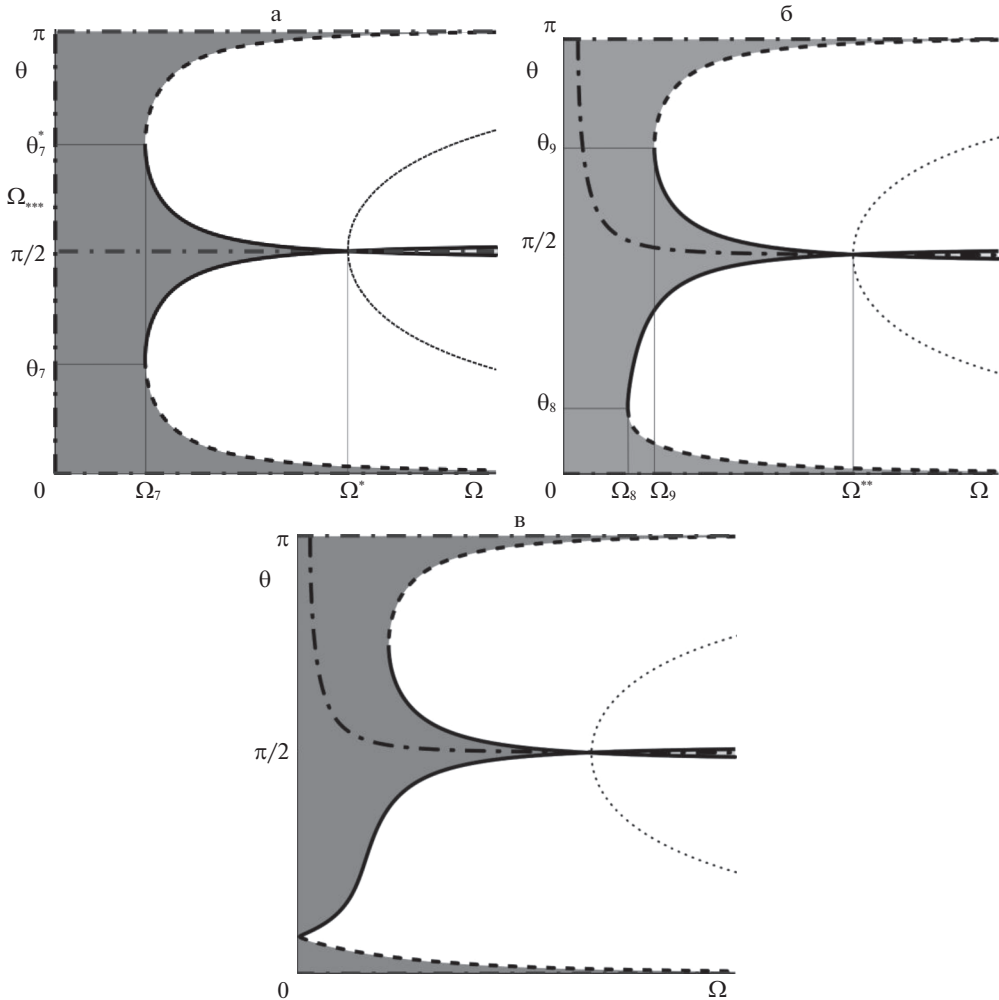 а
π
θ
θ₇*
Ω***
π/2
θ₇
0
Ω₇
Ω*
Ω
б
π
θ
θ₉
π/2
θ₈
0
Ω₈
Ω₉
Ω**
Ω
в
π
θ
π/2
0
Ω